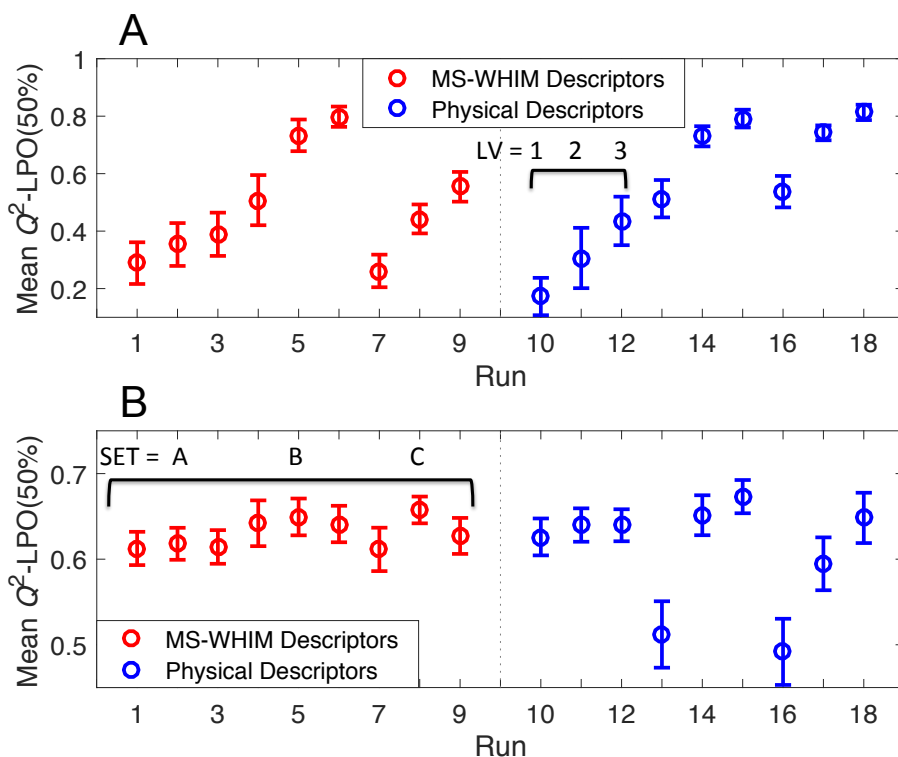 A
Mean Q²-LPO(50%)
1
0.8
0.6
0.4
0.2
MS-WHIM Descriptors
Physical Descriptors
LV = 1 2 3
1 3 5 7 9 10 12 14 16 18
Run
B
Mean Q²-LPO(50%)
0.7
0.6
0.5
SET = A B C
MS-WHIM Descriptors
Physical Descriptors
1 3 5 7 9 10 12 14 16 18
Run